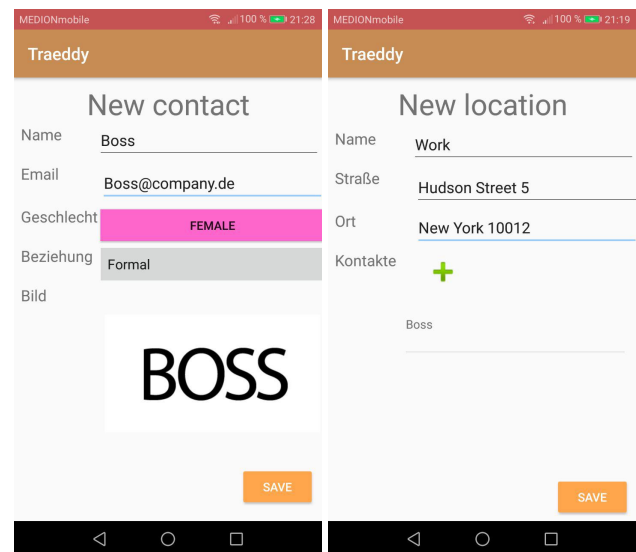 MEDIONmobile 100 % 21:28
Traeddy
New contact
Name Boss
Email Boss@company.de
Geschlecht FEMALE
Beziehung Formal
Bild
BOSS
SAVE
MEDIONmobile 100 % 21:19
Traeddy
New location
Name Work
Straße Hudson Street 5
Ort New York 10012
Kontakte
Boss
SAVE